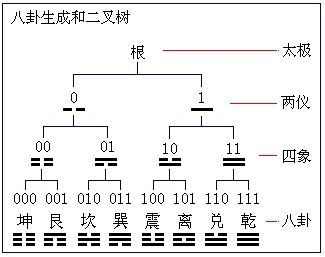 八卦生成和二叉树
根 太极
0 1 两仪
00 01 10 11 四象
000 001 010 011 100 101 110 111
坤 艮 坎 巽 震 离 兑 乾 八卦